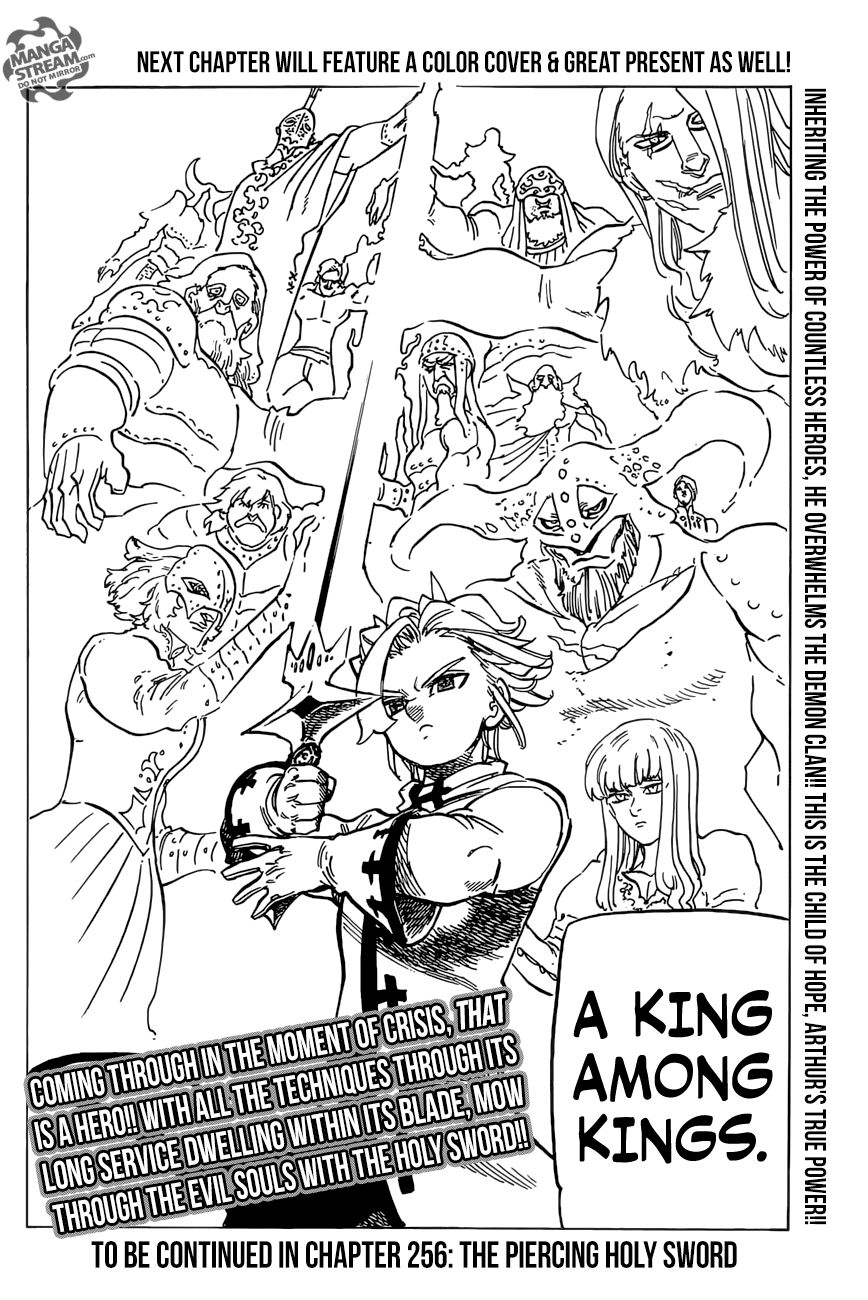 MANGA
STREAM.com
DO NOT MIRROR
NEXT CHAPTER WILL FEATURE A COLOR COVER & GREAT PRESENT AS WELL!
INHERITING THE POWER OF COUNTLESS HEROES, HE OVERWHELMS THE DEMON CLAN!! THIS IS THE CHILD OF HOPE, ARTHUR'S TRUE POWER!!
A KING
AMONG
KINGS.
COMING THROUGH IN THE MOMENT OF CRISIS, THAT
IS A HERO!! WITH ALL THE TECHNIQUES THROUGH ITS
LONG SERVICE DWELLING WITHIN ITS BLADE, MOW
THROUGH THE EVIL SOULS WITH THE HOLY SWORD!!
TO BE CONTINUED IN CHAPTER 256: THE PIERCING HOLY SWORD